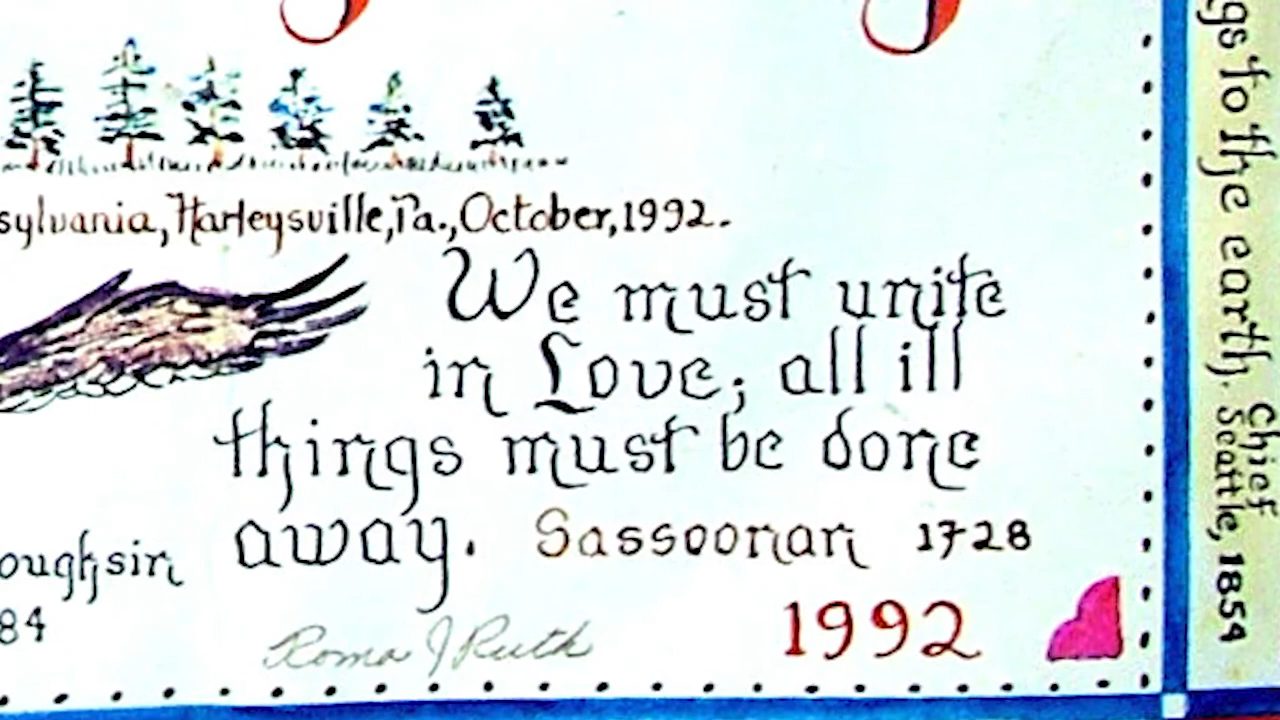 sylvania, Harleysville, Pa., October, 1992.
We must unite
in Love; all ill
things must be done
away. Sassoonan 1728
oughsin
84
Roma J Ruth
1992
gs to the earth. Chief
Seattle, 1854